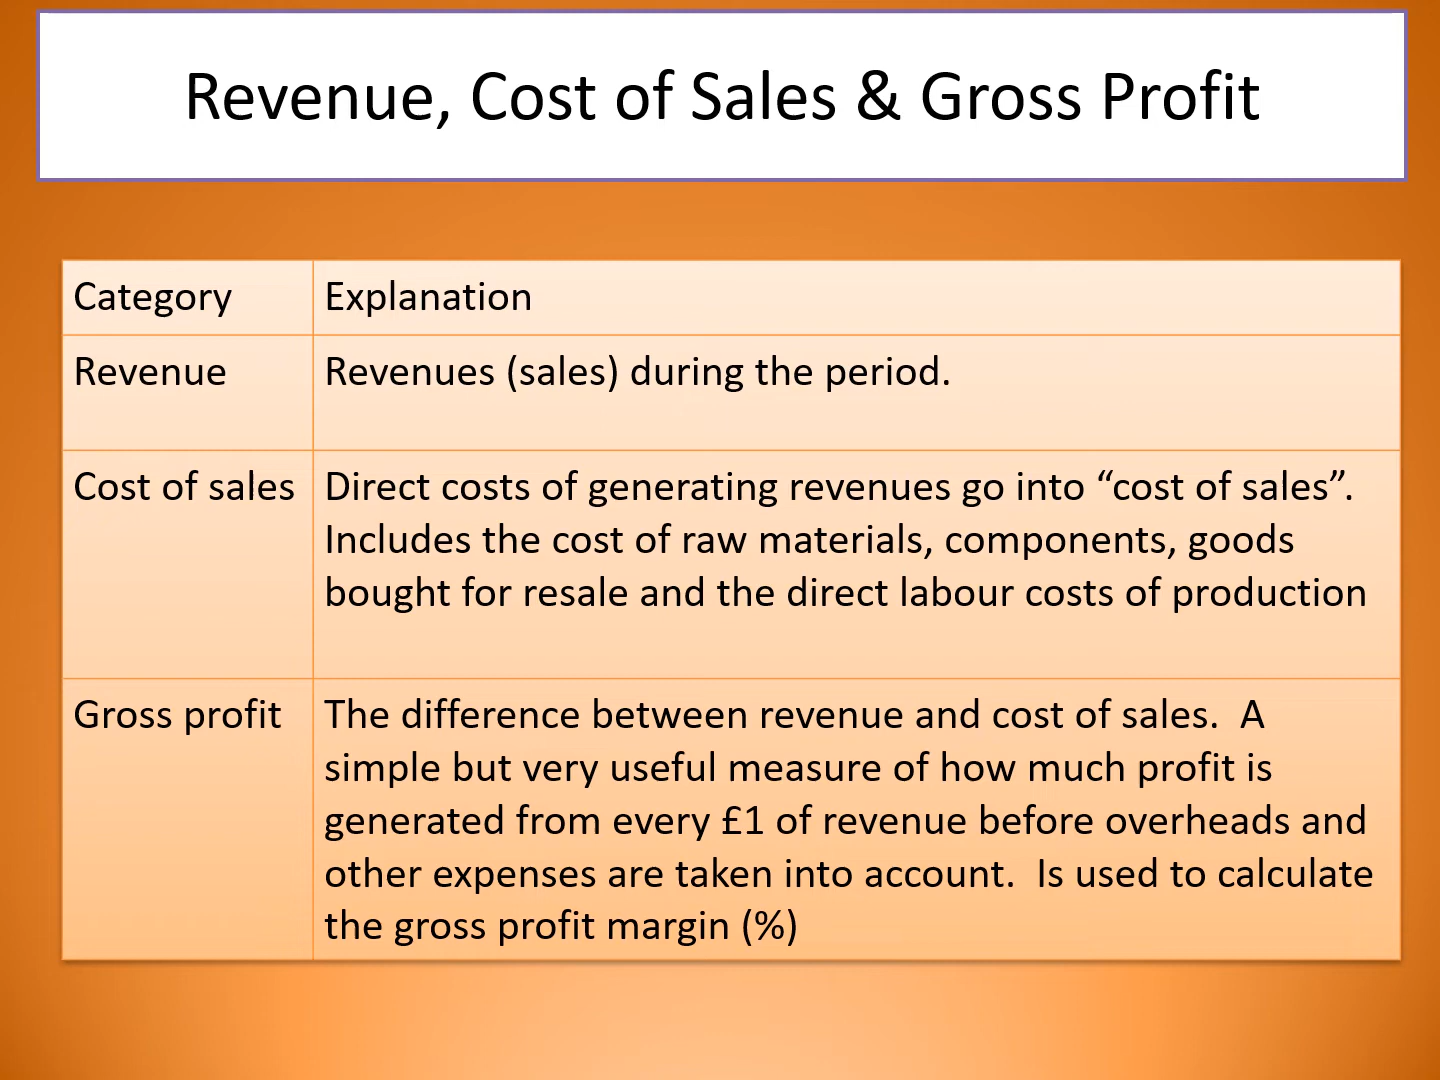 Revenue, Cost of Sales & Gross Profit
Category
Explanation
Revenue
Revenues (sales) during the period.
Cost of sales
Direct costs of generating revenues go into “cost of sales”.
Includes the cost of raw materials, components, goods
bought for resale and the direct labour costs of production
Gross profit
The difference between revenue and cost of sales.  A
simple but very useful measure of how much profit is
generated from every £1 of revenue before overheads and
other expenses are taken into account.  Is used to calculate
the gross profit margin (%)